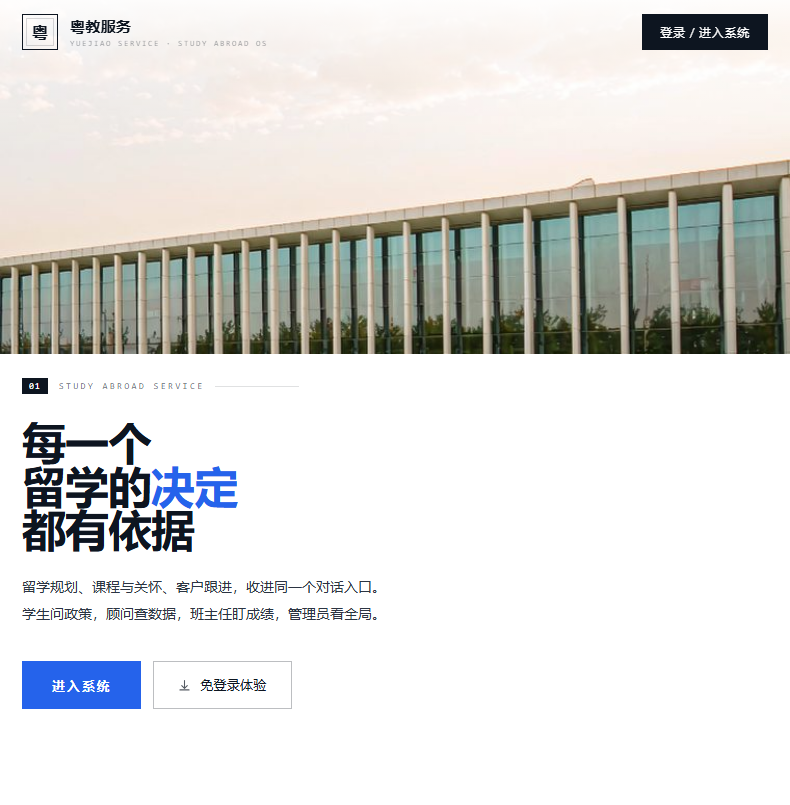 粤
粤教服务
YUEJIAO SERVICE · STUDY ABROAD OS
登录 / 进入系统
01
STUDY ABROAD SERVICE
每一个
留学的决定
都有依据
留学规划、课程与关怀、客户跟进，收进同一个对话入口。
学生问政策，顾问查数据，班主任盯成绩，管理员看全局。
进入系统
免登录体验